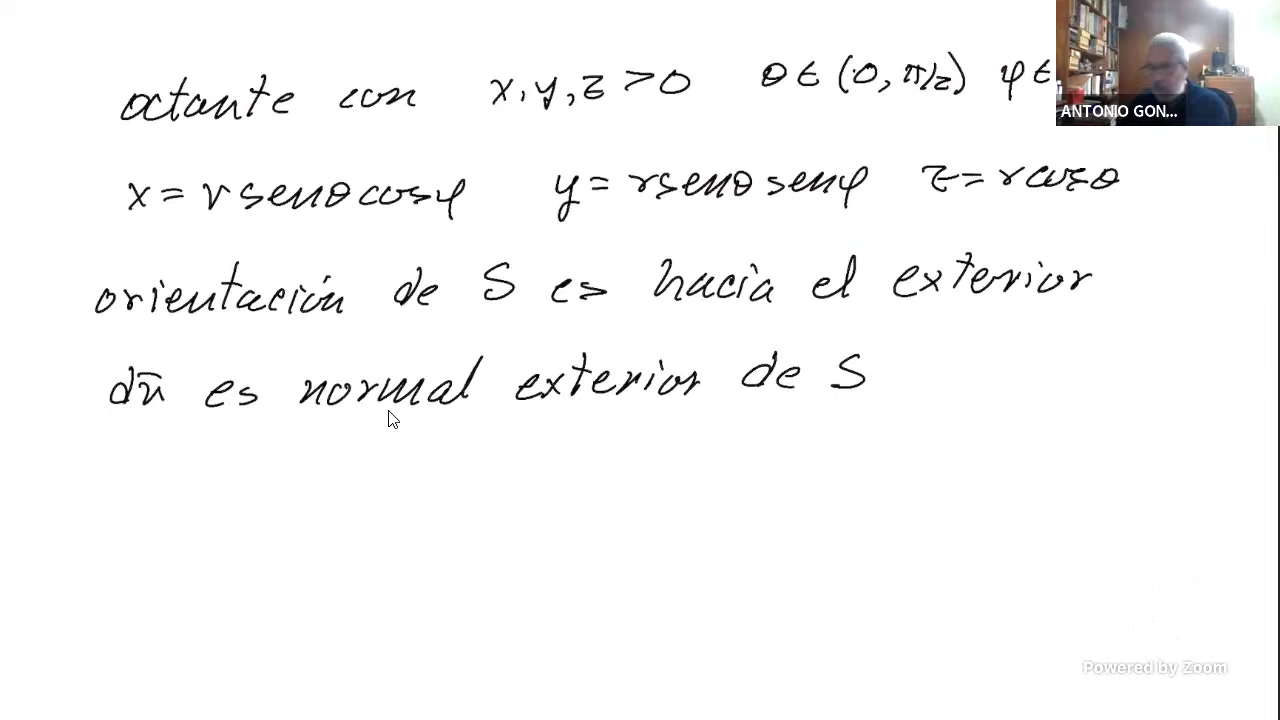 octante con x, y, z > 0 θ ∈ (0, π/2) φ ∈
x = r senθ cosφ y = r senθ senφ z = r cosθ
orientación de S es hacia el exterior
dū es normal exterior de S
ANTONIO GON...
Powered by Zoom